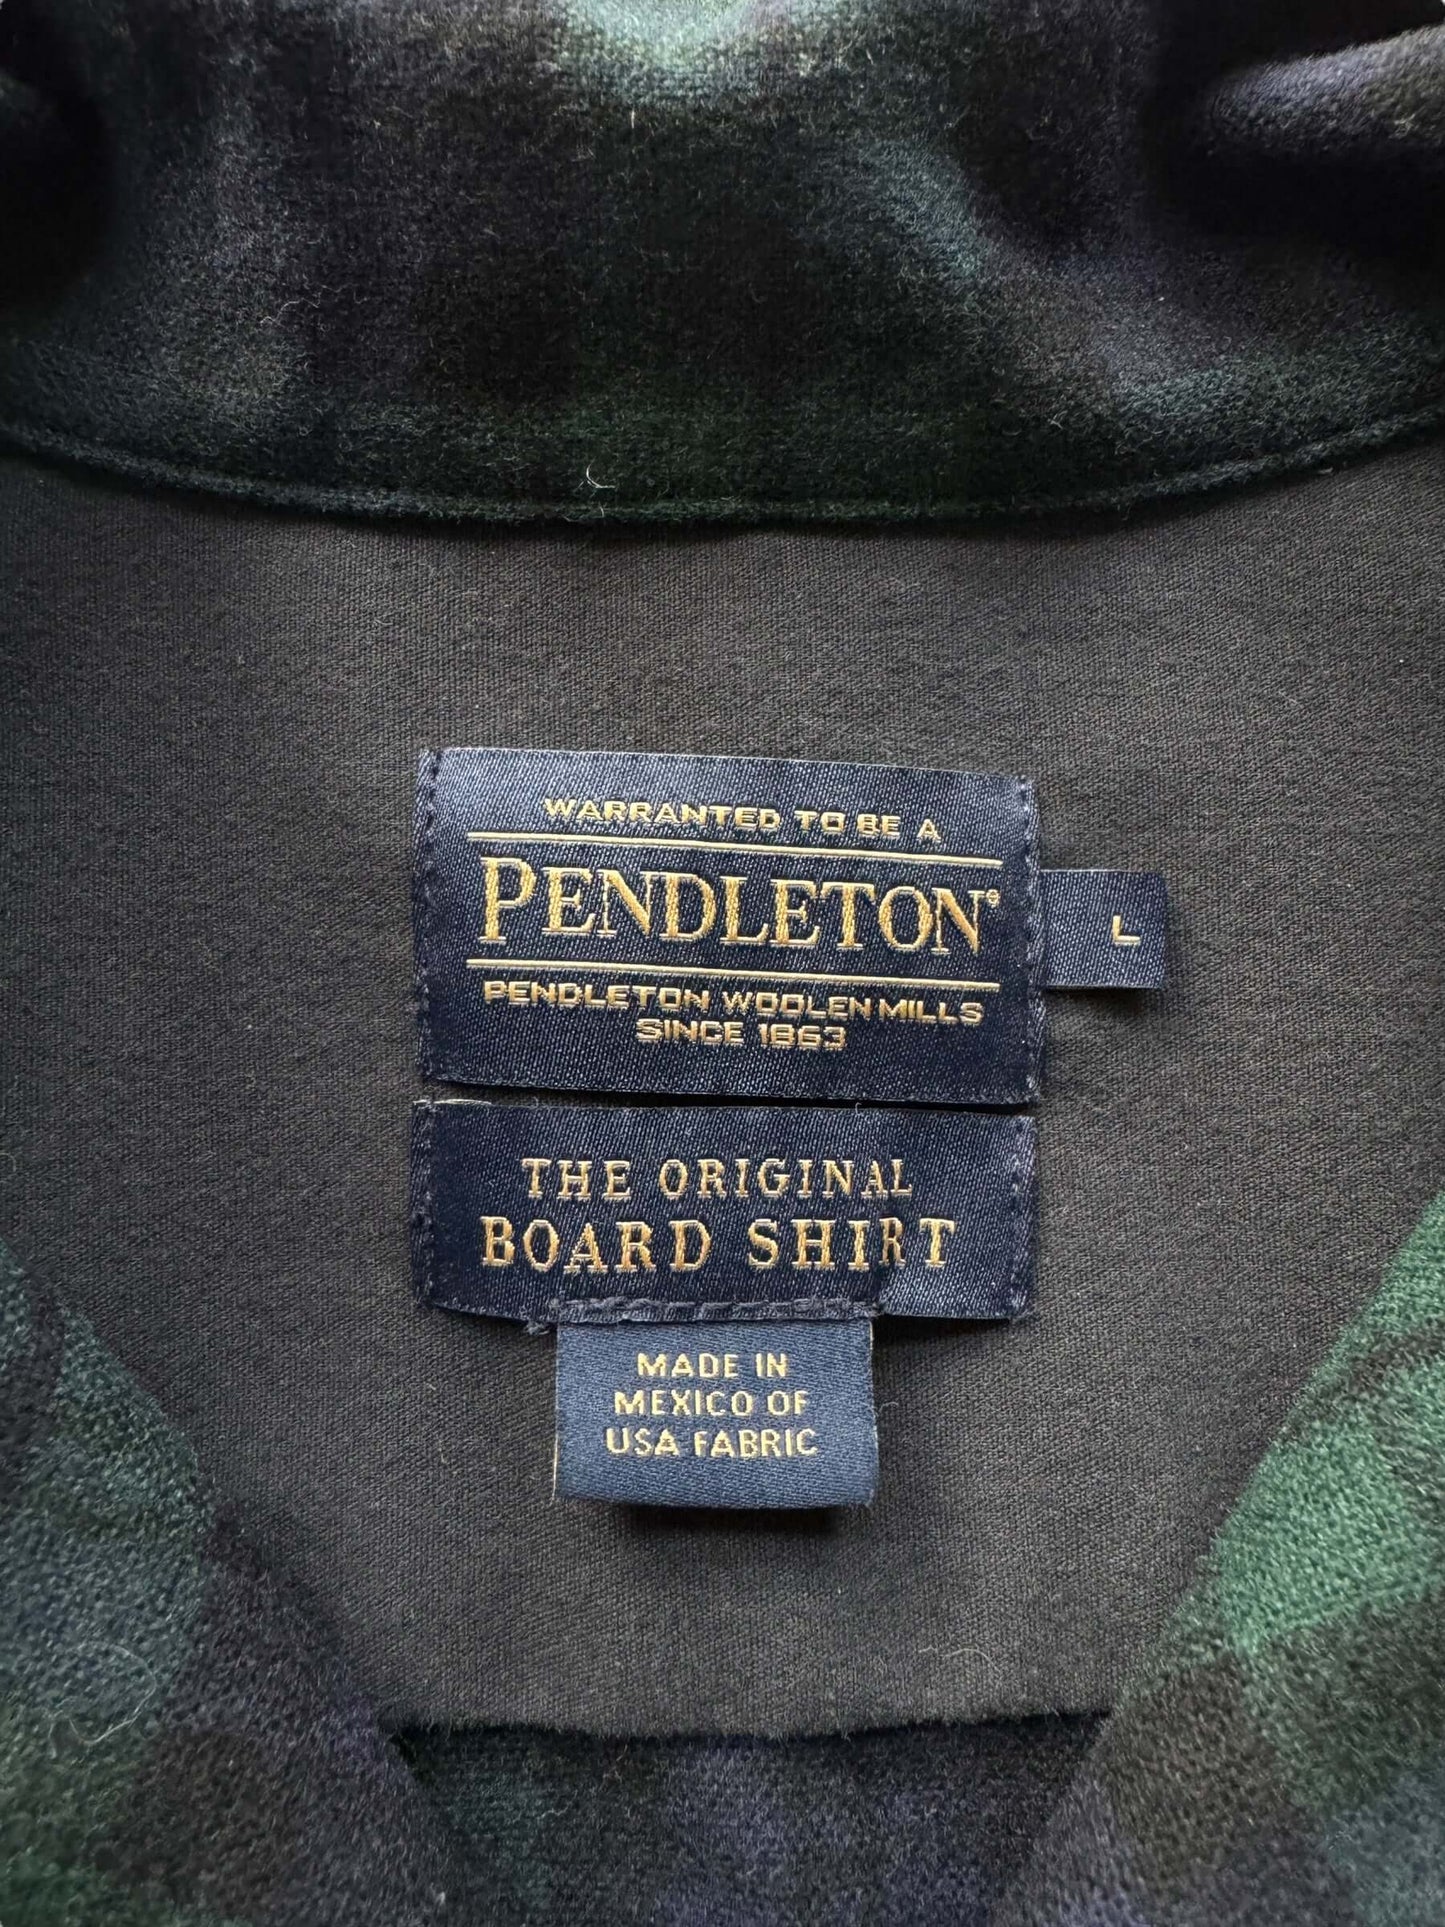 WARRANTED TO BE A
PENDLETON®
PENDLETON WOOLEN MILLS
SINCE 1863
L
THE ORIGINAL
BOARD SHIRT
MADE IN
MEXICO OF
USA FABRIC